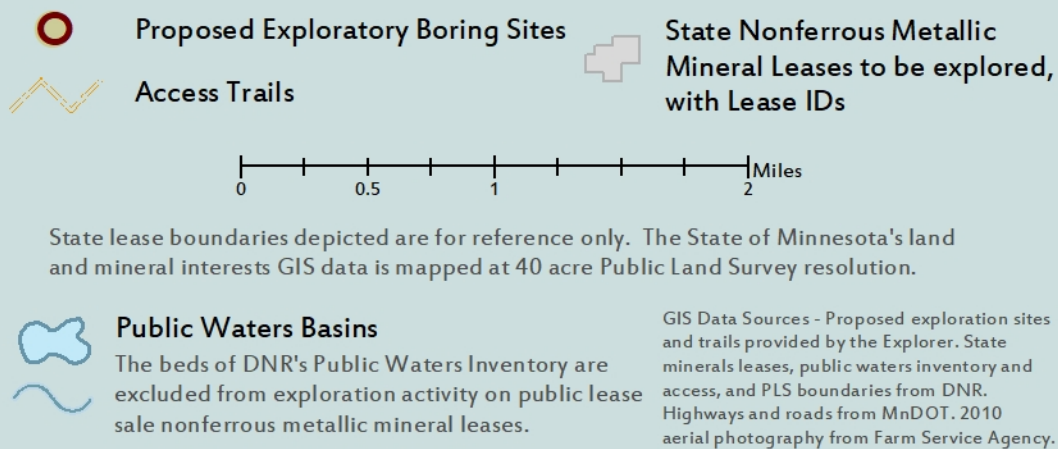 Proposed Exploratory Boring Sites
Access Trails
State Nonferrous Metallic
Mineral Leases to be explored,
with Lease IDs
Miles
0 0.5 1 2
State lease boundaries depicted are for reference only. The State of Minnesota's land
and mineral interests GIS data is mapped at 40 acre Public Land Survey resolution.
Public Waters Basins
The beds of DNR's Public Waters Inventory are
excluded from exploration activity on public lease
sale nonferrous metallic mineral leases.
GIS Data Sources - Proposed exploration sites
and trails provided by the Explorer. State
minerals leases, public waters inventory and
access, and PLS boundaries from DNR.
Highways and roads from MnDOT. 2010
aerial photography from Farm Service Agency.